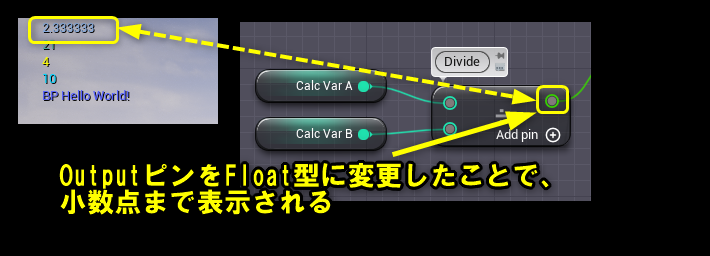 2.333333
21
4
10
BP Hello World!
Divide
Calc Var A
Calc Var B
Add pin
OutputピンをFloat型に変更したことで、
小数点まで表示される